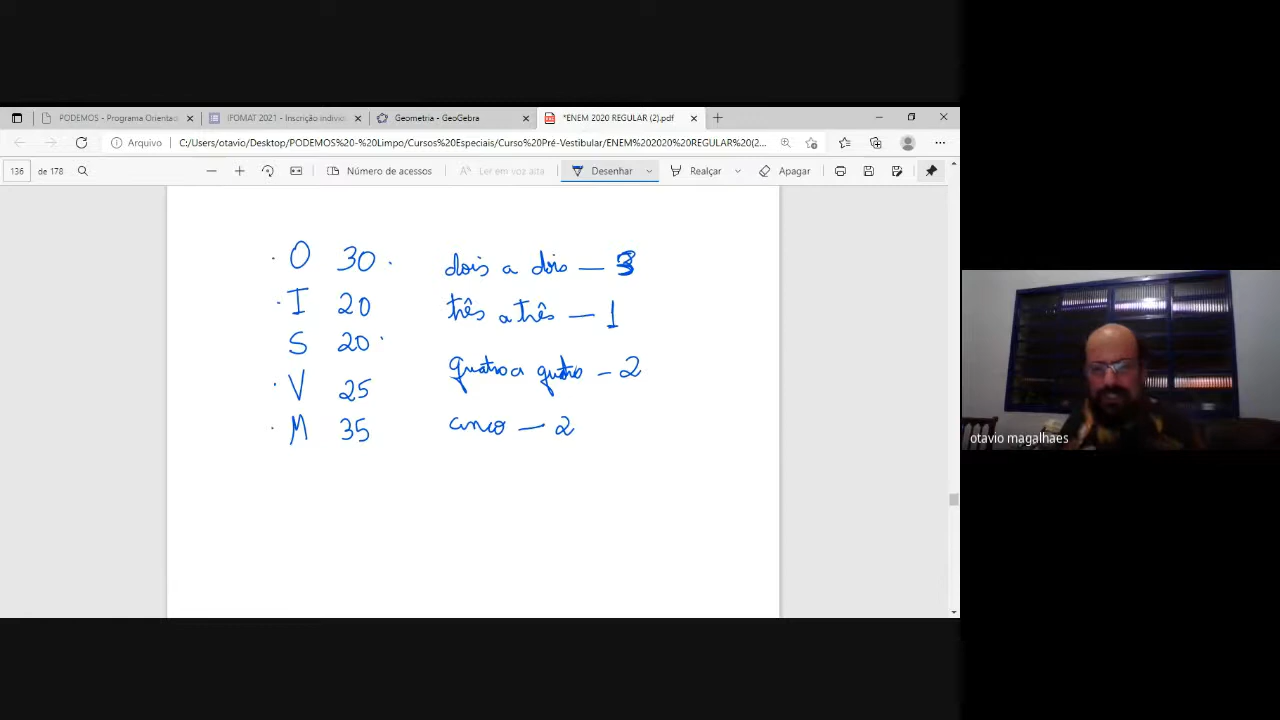 PODEMOS - Programa Orientad
IFOMAT 2021 - Inscrição individ
Geometria - GeoGebra
*ENEM 2020 REGULAR (2).pdf
Arquivo
C:/Users/otavio/Desktop/PODEMOS%20-%20Limpo/Cursos%20Especiais/Curso%20Pré-Vestibular/ENEM%202020%20REGULAR%20(2...
136
de 178
Número de acessos
Ler em voz alta
Desenhar
Realçar
Apagar
O 30
dois a dois — 3
I 20
três a três — 1
S 20
V 25
quatro a quatro - 2
M 35
cinco — 2
otavio magalhaes